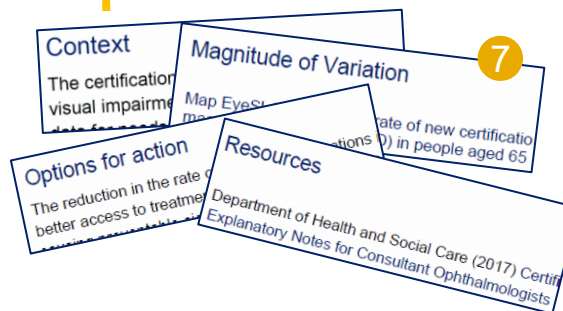 Context
The certification
visual impairme
Magnitude of Variation
7
Map EyeS
rate of new certificatio
D) in people aged 65
Options for action
The reduction in the rate
better access to treatme
Resources
Department of Health and Social Care (2017) Certifi
Explanatory Notes for Consultant Ophthalmologists